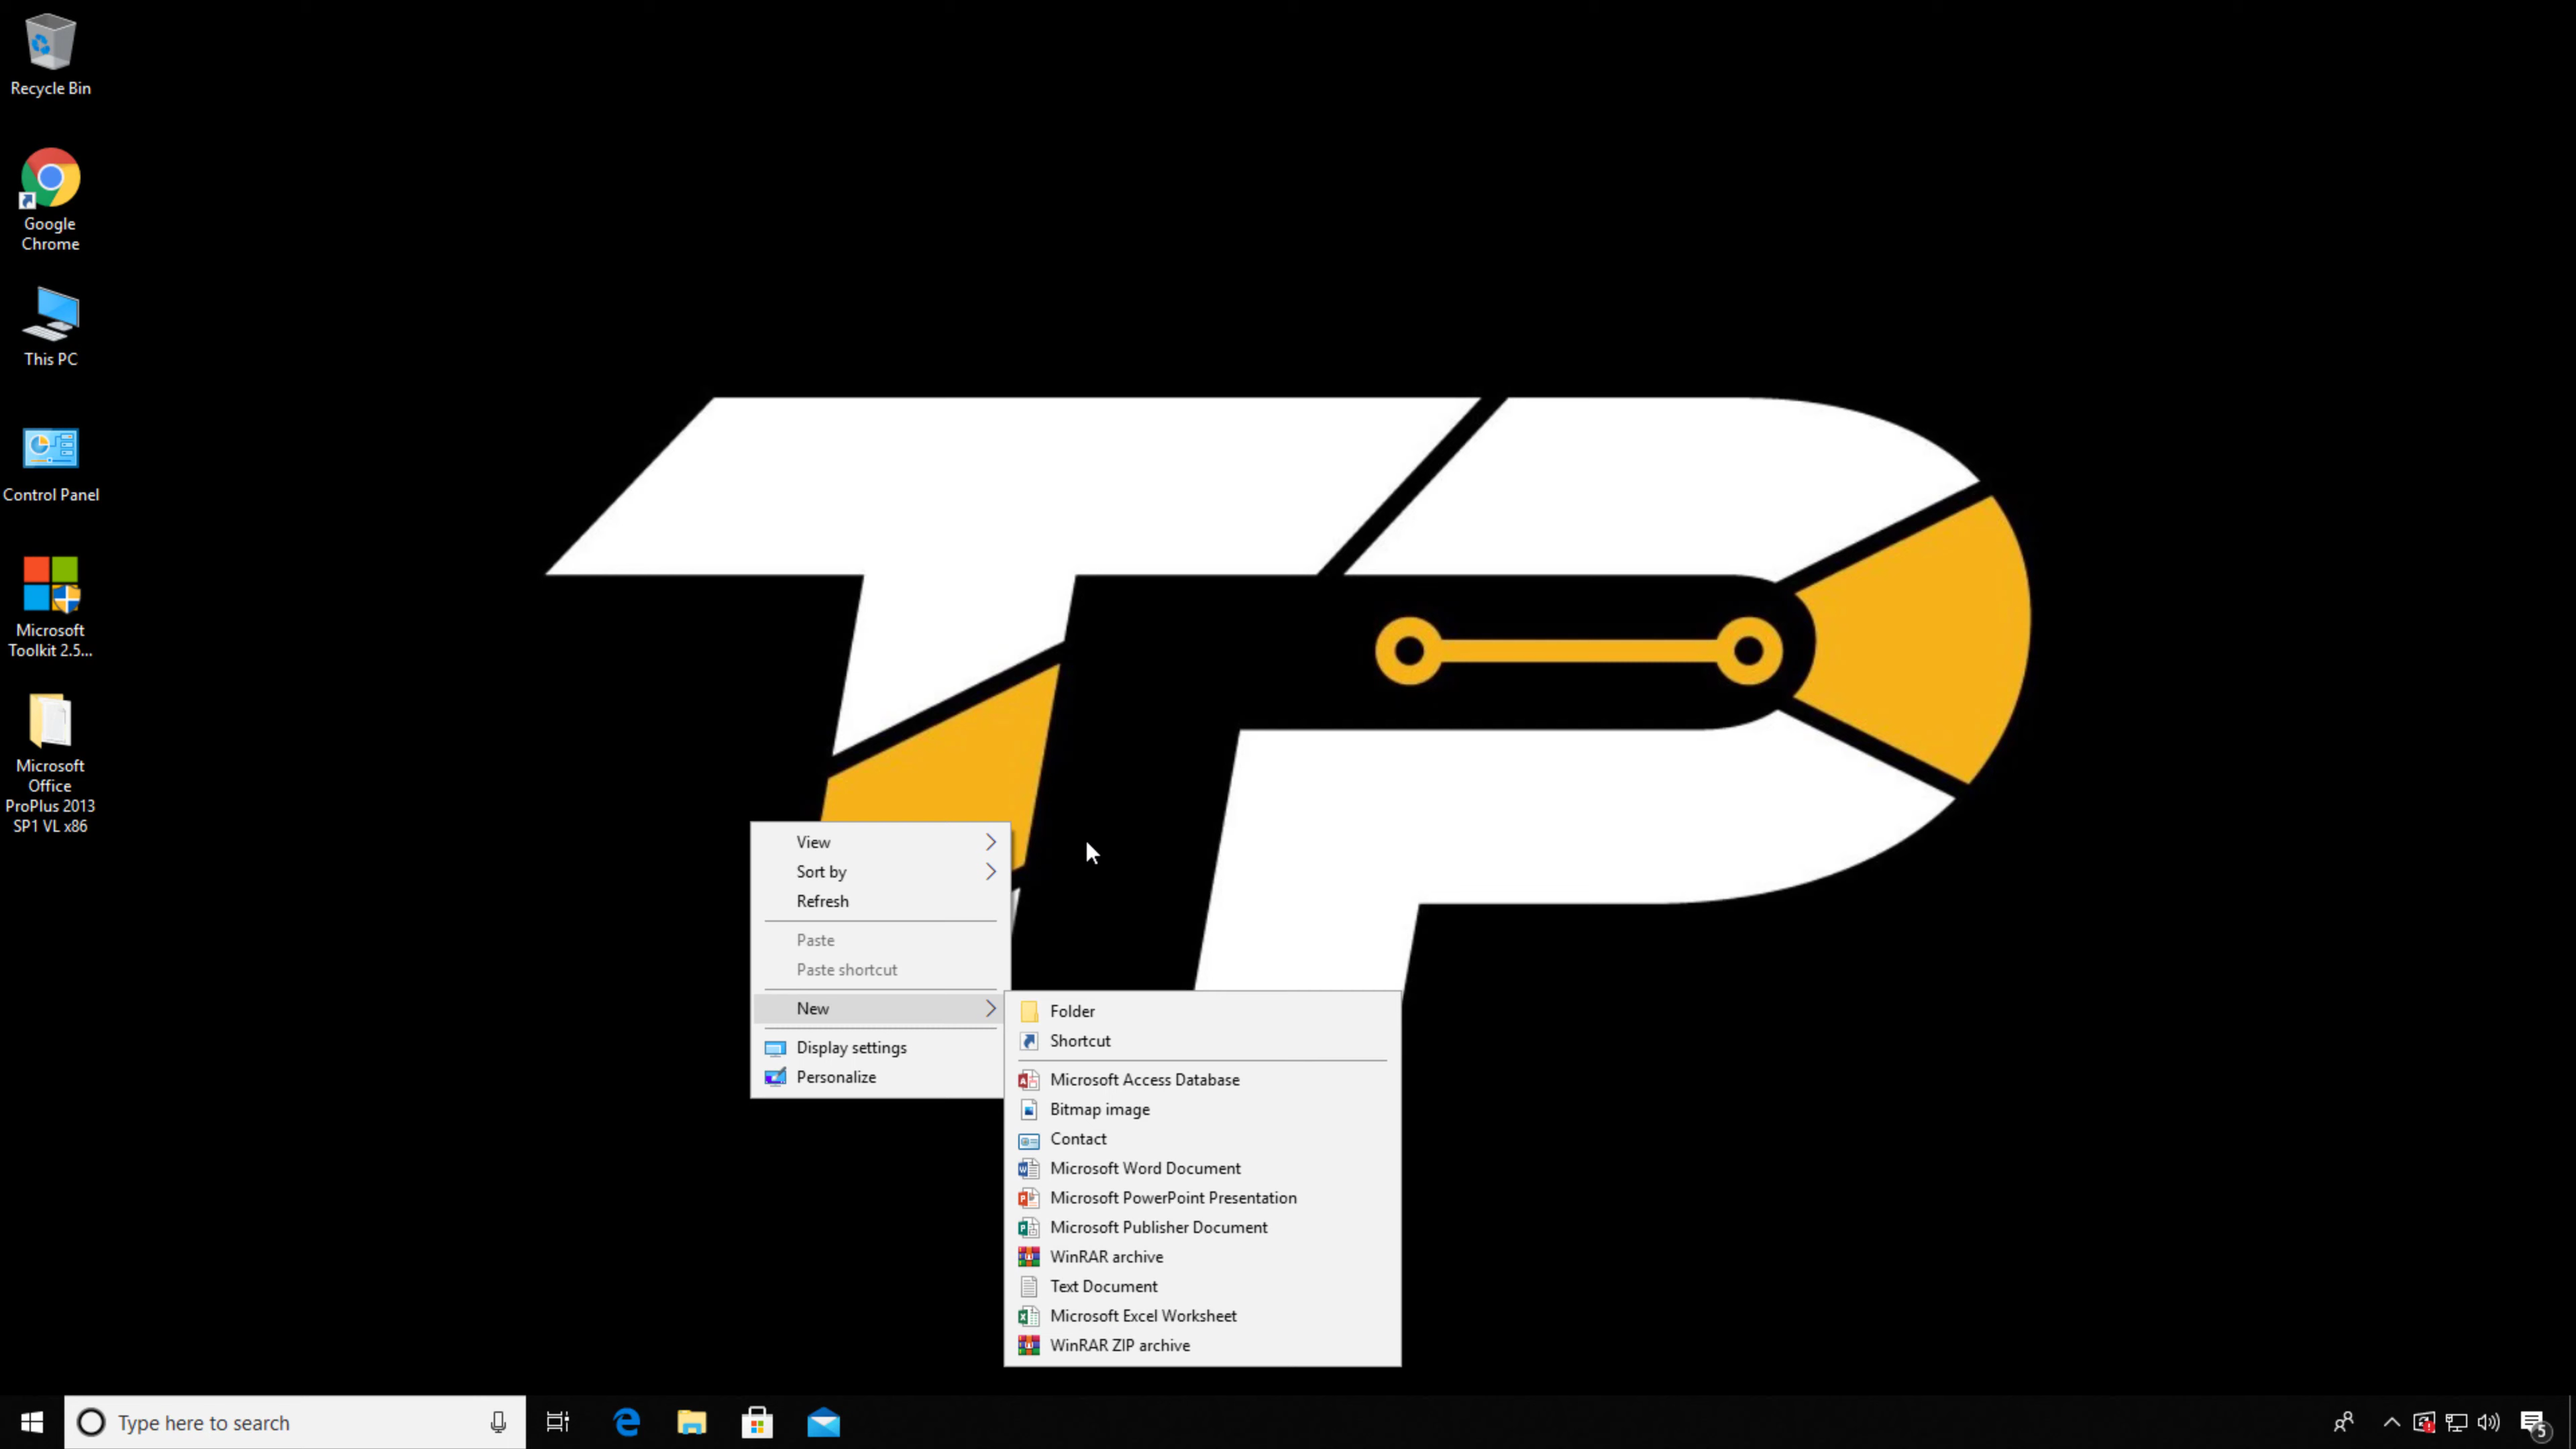 Recycle Bin
Google
Chrome
This PC
Control Panel
Microsoft
Toolkit 2.5...
Microsoft
Office
ProPlus 2013
SP1 VL x86
TP
View
Sort by
Refresh
Paste
Paste shortcut
New
Display settings
Personalize
Folder
Shortcut
Microsoft Access Database
Bitmap image
Contact
Microsoft Word Document
Microsoft PowerPoint Presentation
Microsoft Publisher Document
WinRAR archive
Text Document
Microsoft Excel Worksheet
WinRAR ZIP archive
Type here to search
5